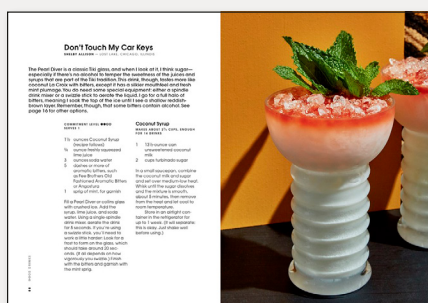 Don't Touch My Car Keys
SHELBY ALLISON — LOST LAKE, CHICAGO, ILLINOIS
The Pearl Diver is a classic Tiki glass, and when I look at it, I think sugar—
especially if there's no alcohol to temper the sweetness of the juices and
syrups that are part of the Tiki tradition. This drink, though, tastes more like
coconut La Croix with bitters, except it has a silkier mouthfeel and fresh
mint plumage. You do need some special equipment: either a spindle
drink mixer or a swizzle stick to aerate the liquid. I go for a full halo of
bitters, meaning I soak the top of the ice until I see a shallow reddish-
brown layer. Remember, though, that some bitters contain alcohol. See
page 16 for other options.
COMMITMENT LEVEL
SERVES 1
1½ ounces Coconut Syrup
(recipe follows)
¾ ounce freshly squeezed
lime juice
3 ounces soda water
5 dashes or more of
aromatic bitters, such
as Fee Brothers Old
Fashioned Aromatic Bitters
or Angostura
1 sprig of mint, for garnish
Fill a Pearl Diver or coffee glass
with crushed ice. Add the
syrup, lime juice, and soda
water. Using a single-spindle
drink mixer, aerate the drink
for 5 seconds. If you're using
a swizzle stick, you'll need to
work a little harder: Look for a
froth to form on the glass, which
should take around 20 sec-
onds. (It all depends on how
vigorously you swizzle.) Finish
with the bitters and garnish with
the mint sprig.
Coconut Syrup
MAKES ABOUT 2½ CUPS, ENOUGH
FOR 14 DRINKS
1 13½-ounce can
unsweetened coconut
milk
2 cups turbinado sugar
In a small saucepan, combine
the coconut milk and sugar
and set over medium-low heat.
Whisk until the sugar dissolves
and the mixture is smooth,
about 5 minutes, then remove
from the heat and let cool to
room temperature.
Store in an airtight con-
tainer in the refrigerator for
up to 1 week. (It will separate;
this is okay. Just shake well
before using.)